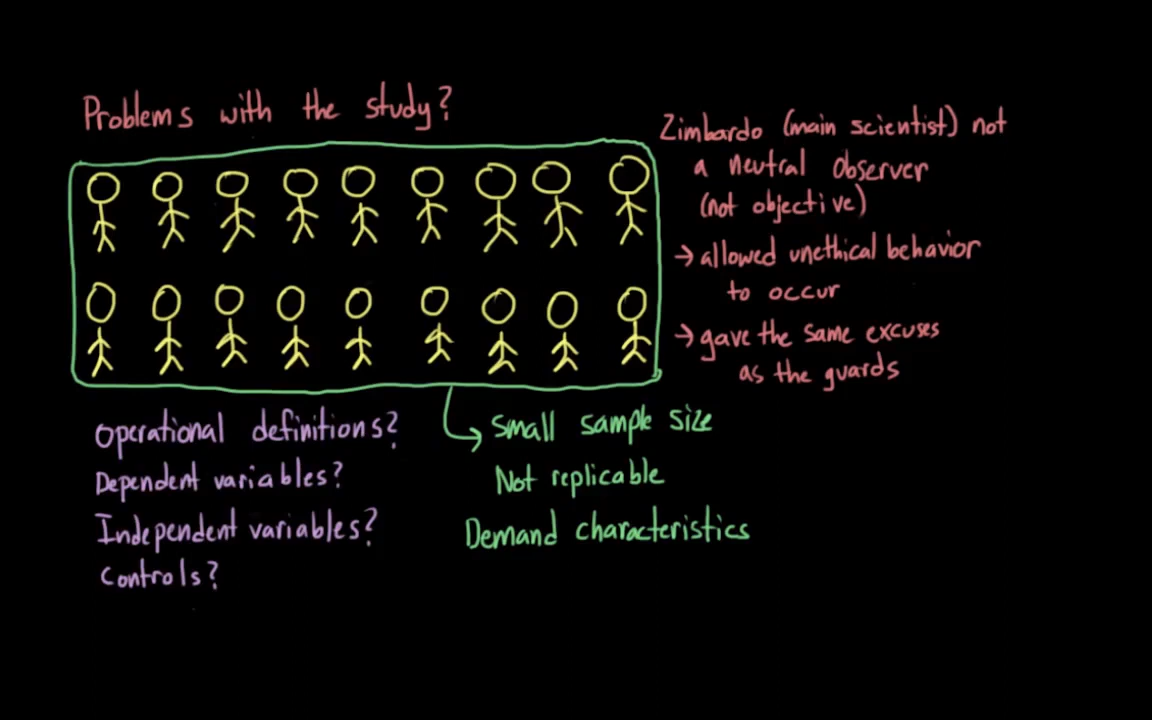 Problems with the study?
Zimbardo (main scientist) not
a neutral observer
(not objective)
→ allowed unethical behavior
to occur
→ gave the same excuses
as the guards
Operational definitions?
Dependent variables?
Independent variables?
Controls?
Small sample size
Not replicable
Demand characteristics